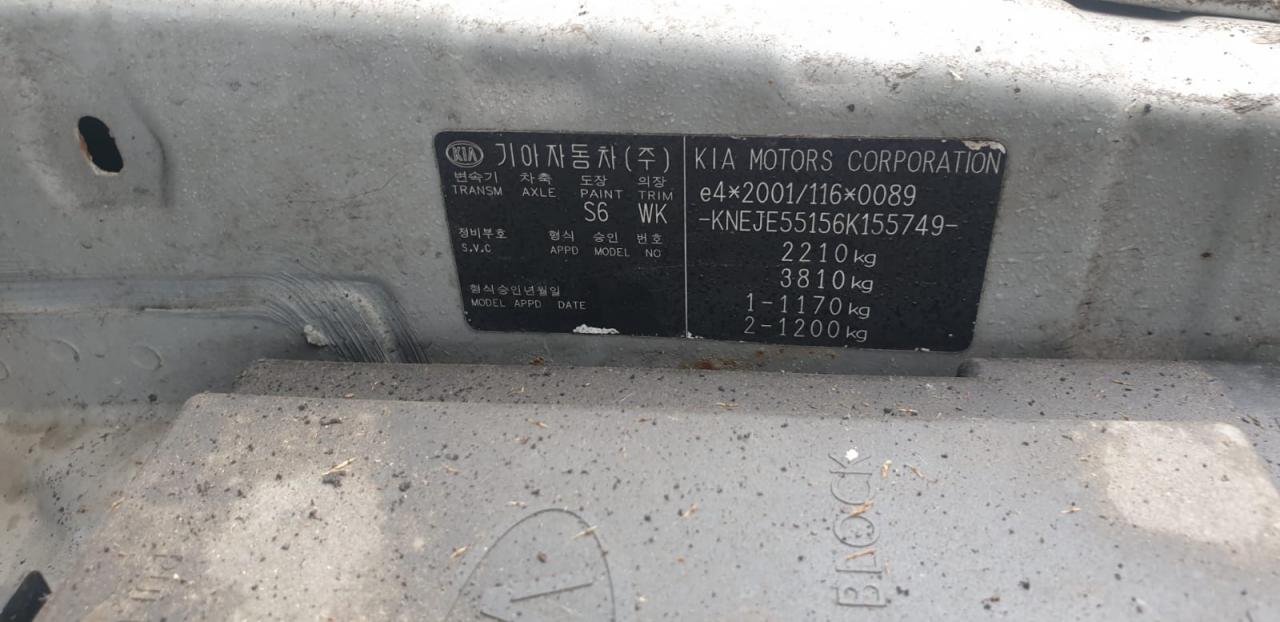 KIA 기아자동차(주)
변속기 차축 도장 의장
TRANSM AXLE PAINT TRIM
S6 WK
정비부호 형식 승인 번호
S.V.C APPD MODEL NO
형식승인년월일
MODEL APPD DATE
KIA MOTORS CORPORATION
e4*2001/116*0089
-KNEJE55156K155749-
2210kg
3810kg
1-1170kg
2-1200kg
BLOCK